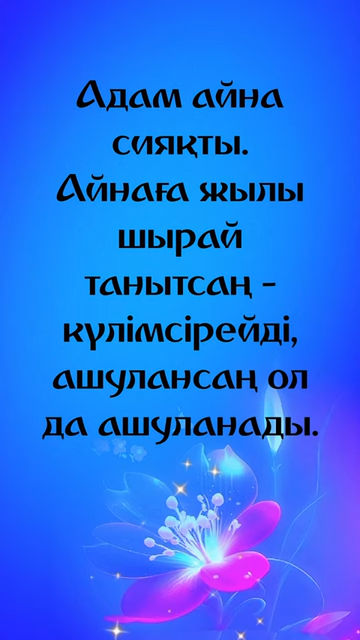 Адам айна
сияқты.
Айнаға жылы
шырай
танытсаң -
күлімсірейді,
ашулансаң ол
да ашуланады.